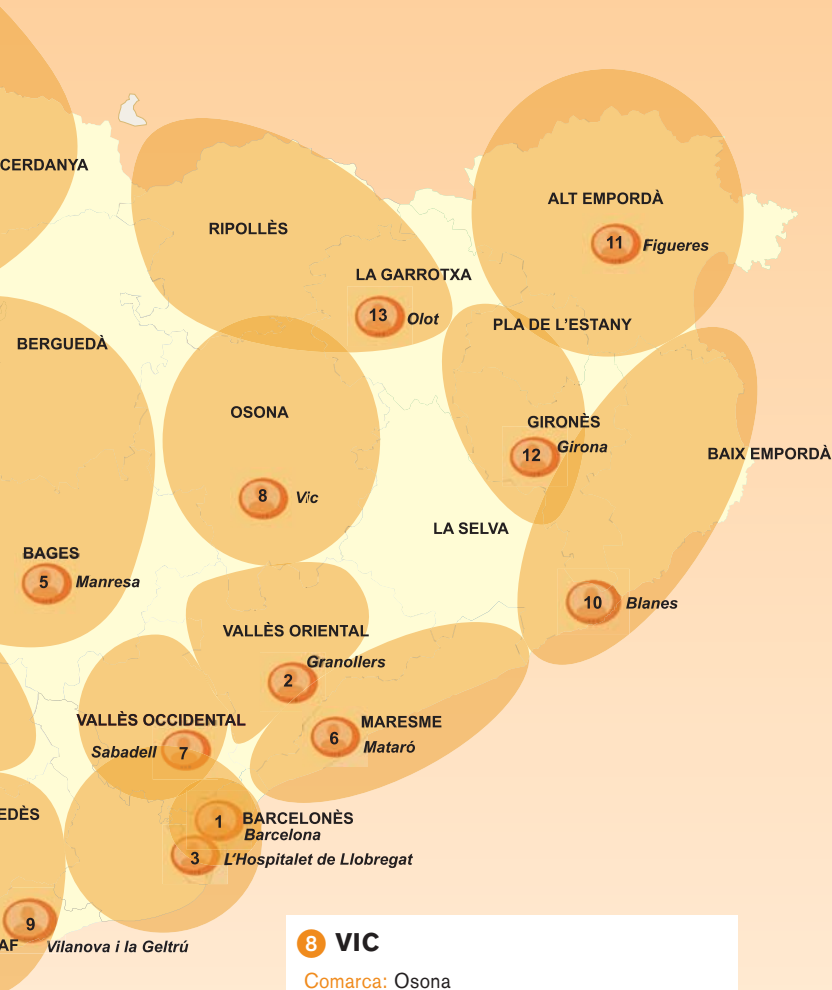 CERDANYA
ALT EMPORDÀ
RIPOLLÈS
11
Figueres
LA GARROTXA
13
Olot
PLA DE L’ESTANY
BERGUEDÀ
OSONA
GIRONÈS
Girona
12
BAIX EMPORDÀ
8
Vic
LA SELVA
BAGES
5
Manresa
10
Blanes
VALLÈS ORIENTAL
Granollers
2
VALLÈS OCCIDENTAL
MARESME
6
Mataró
Sabadell
7
EDÈS
1
BARCELONÈS
Barcelona
3
L’Hospitalet de Llobregat
9
AF
Vilanova i la Geltrú
8 VIC
Comarca: Osona